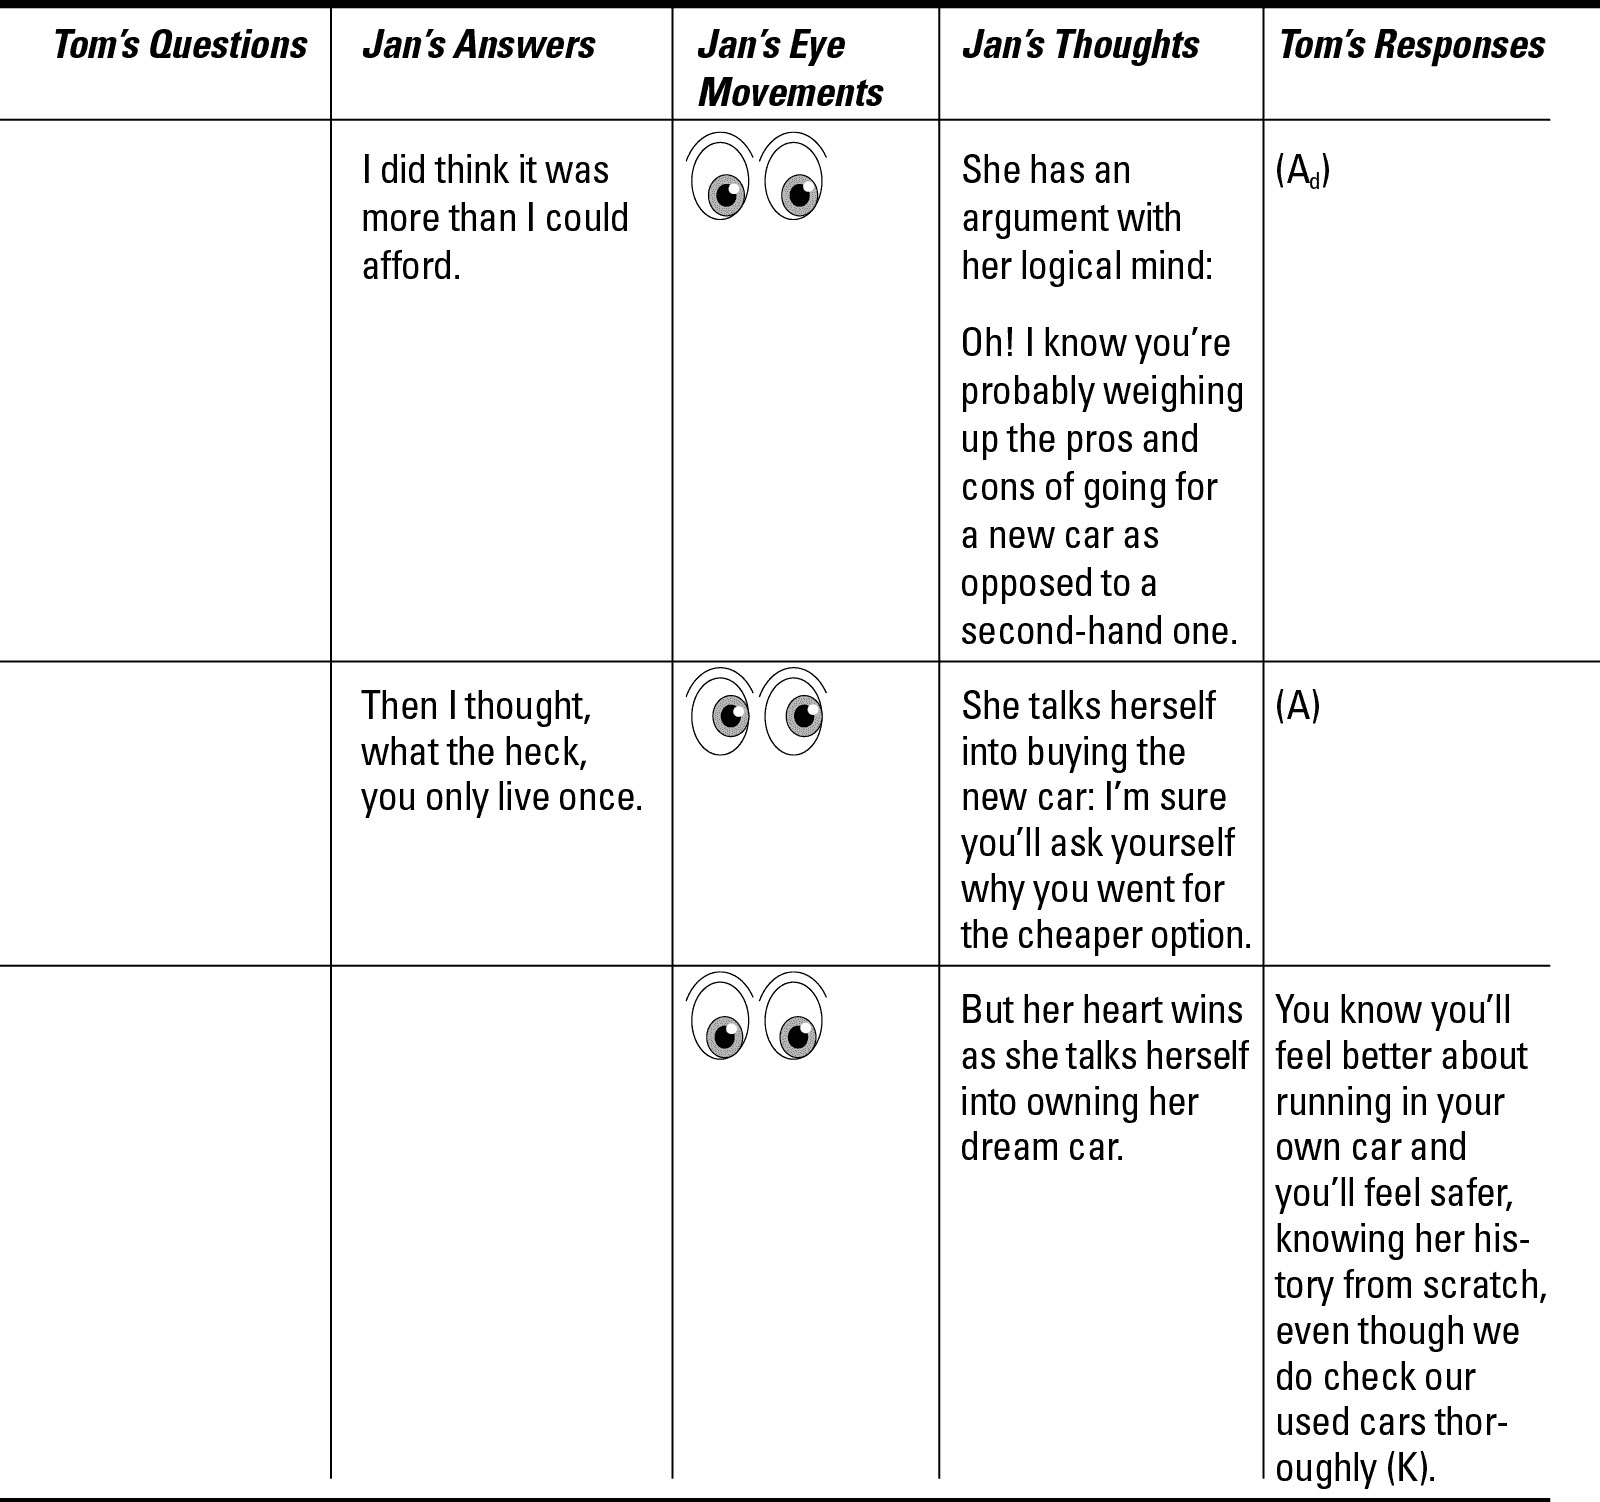 Tom’s Questions
Jan’s Answers
Jan’s Eye
Movements
Jan’s Thoughts
Tom’s Responses
I did think it was
more than I could
afford.
She has an
argument with
her logical mind:
Oh! I know you’re
probably weighing
up the pros and
cons of going for
a new car as
opposed to a
second-hand one.
(Ad)
Then I thought,
what the heck,
you only live once.
She talks herself
into buying the
new car: I’m sure
you’ll ask yourself
why you went for
the cheaper option.
(A)
But her heart wins
as she talks herself
into owning her
dream car.
You know you’ll
feel better about
running in your
own car and
you’ll feel safer,
knowing her his-
tory from scratch,
even though we
do check our
used cars thor-
oughly (K).